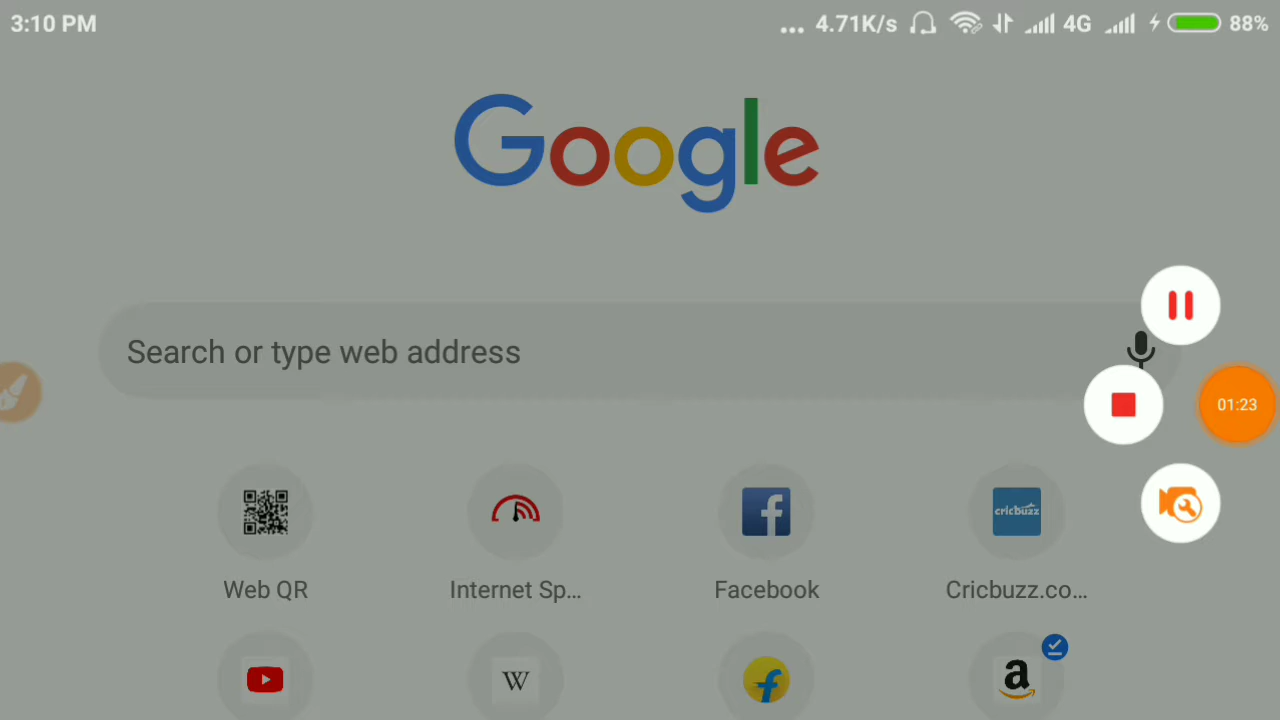 3:10 PM ... 4.71K/s 4G 88%
Google
Search or type web address
01:23
Web QR Internet Sp... Facebook cricbuzz Cricbuzz.co...
W f a